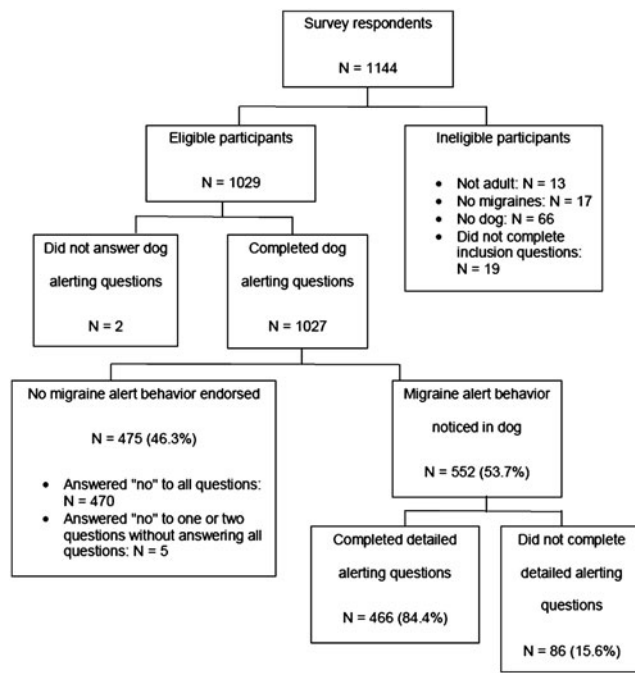 Survey respondents
N = 1144
Eligible participants
N = 1029
Ineligible participants
• Not adult: N = 13
• No migraines: N = 17
• No dog: N = 66
• Did not complete
inclusion questions:
N = 19
Did not answer dog
alerting questions
N = 2
Completed dog
alerting questions
N = 1027
No migraine alert behavior endorsed
N = 475 (46.3%)
• Answered "no" to all questions:
N = 470
• Answered "no" to one or two
questions without answering all
questions: N = 5
Migraine alert behavior
noticed in dog
N = 552 (53.7%)
Completed detailed
alerting questions
N = 466 (84.4%)
Did not complete
detailed alerting
questions
N = 86 (15.6%)